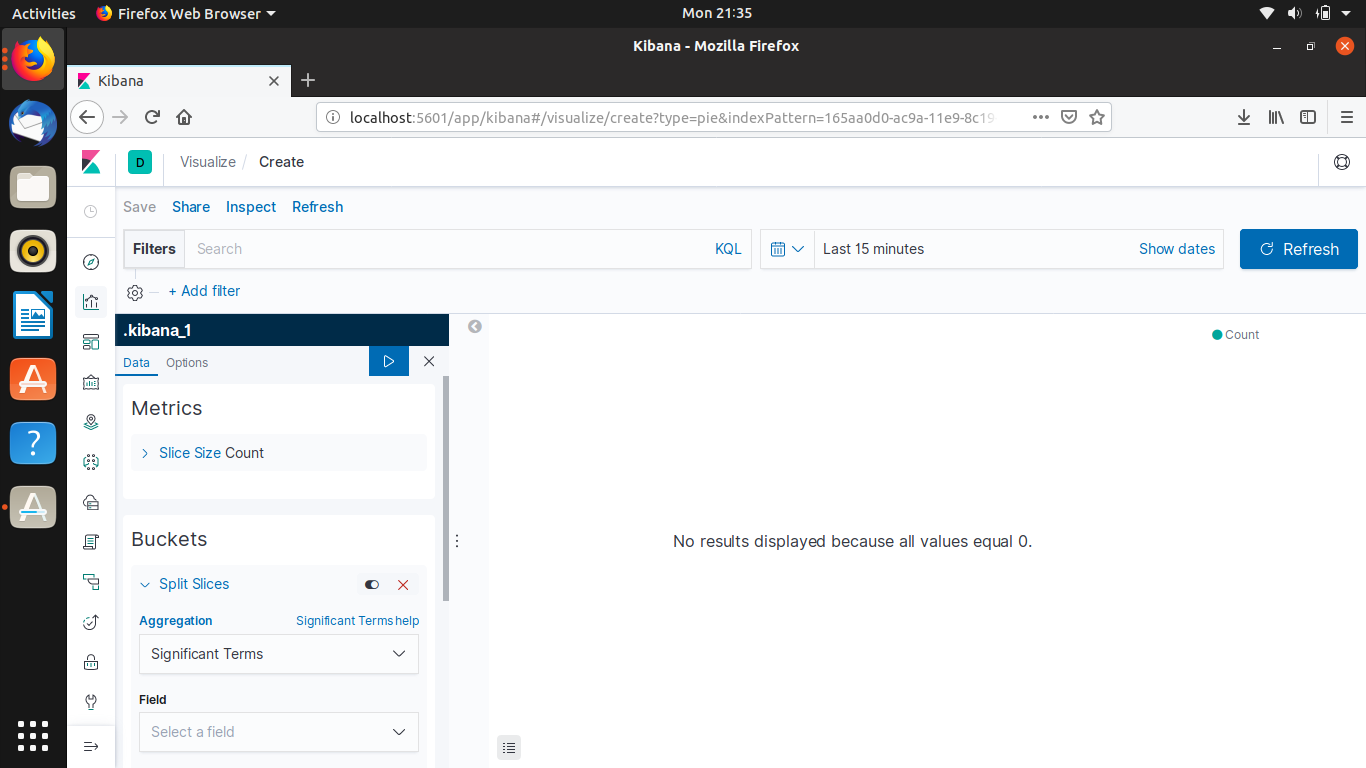 Activities Firefox Web Browser Mon 21:35
Kibana - Mozilla Firefox
Kibana
localhost:5601/app/kibana#/visualize/create?type=pie&indexPattern=165aa0d0-ac9a-11e9-8c19
D Visualize / Create
Save Share Inspect Refresh
Filters Search KQL Last 15 minutes Show dates Refresh
+ Add filter
.kibana_1
Data Options
Count
Metrics
Slice Size Count
Buckets
Split Slices
Aggregation Significant Terms help
Significant Terms
Field
Select a field
No results displayed because all values equal 0.